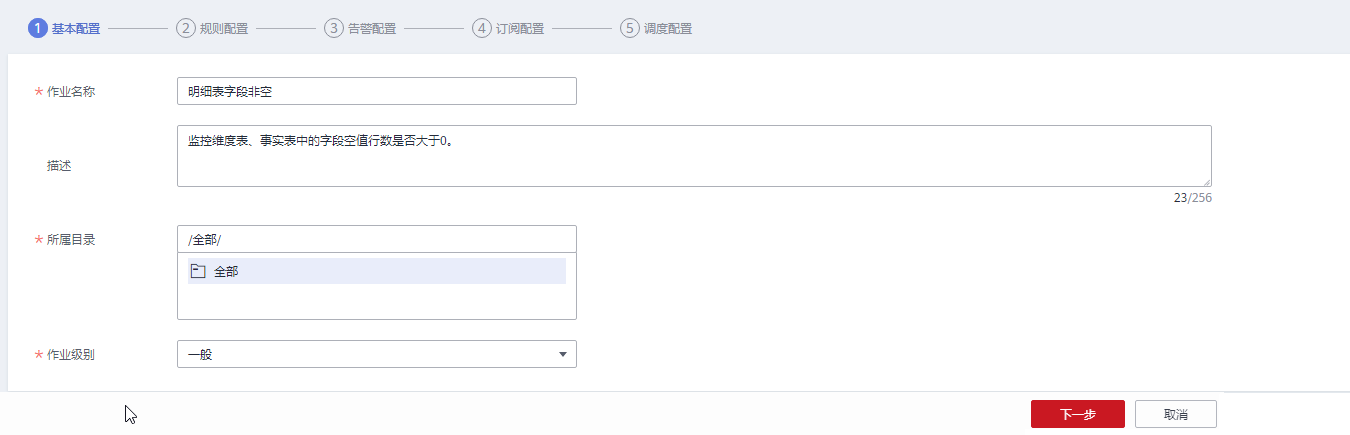 1 基本配置 2 规则配置 3 告警配置 4 订阅配置 5 调度配置
* 作业名称 明细表字段非空
描述 监控维度表、事实表中的字段空值行数是否大于0。
23/256
* 所属目录 /全部/
全部
* 作业级别 一般
下一步 取消